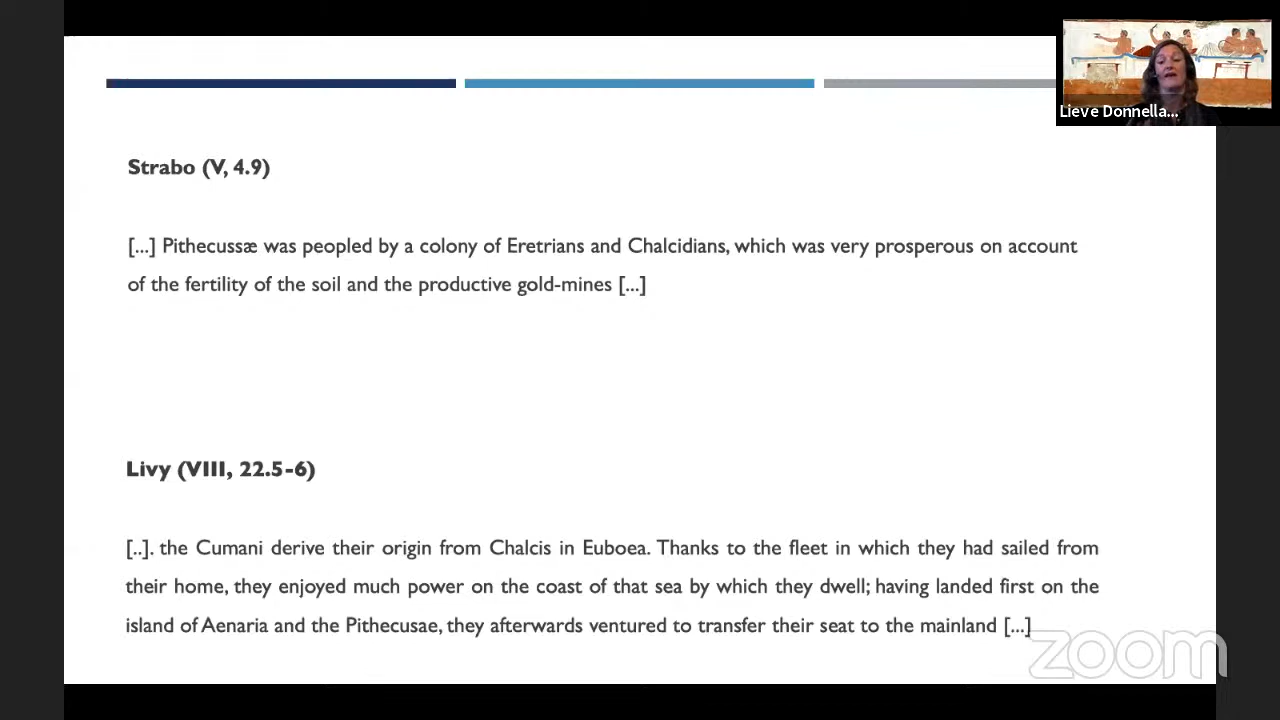 Lieve Donnella...
Strabo (V, 4.9)
[...] Pithecussæ was peopled by a colony of Eretrians and Chalcidians, which was very prosperous on account
of the fertility of the soil and the productive gold-mines [...]
Livy (VIII, 22.5-6)
[..]. the Cumani derive their origin from Chalcis in Euboea. Thanks to the fleet in which they had sailed from
their home, they enjoyed much power on the coast of that sea by which they dwell; having landed first on the
island of Aenaria and the Pithecusae, they afterwards ventured to transfer their seat to the mainland [...]
zoom